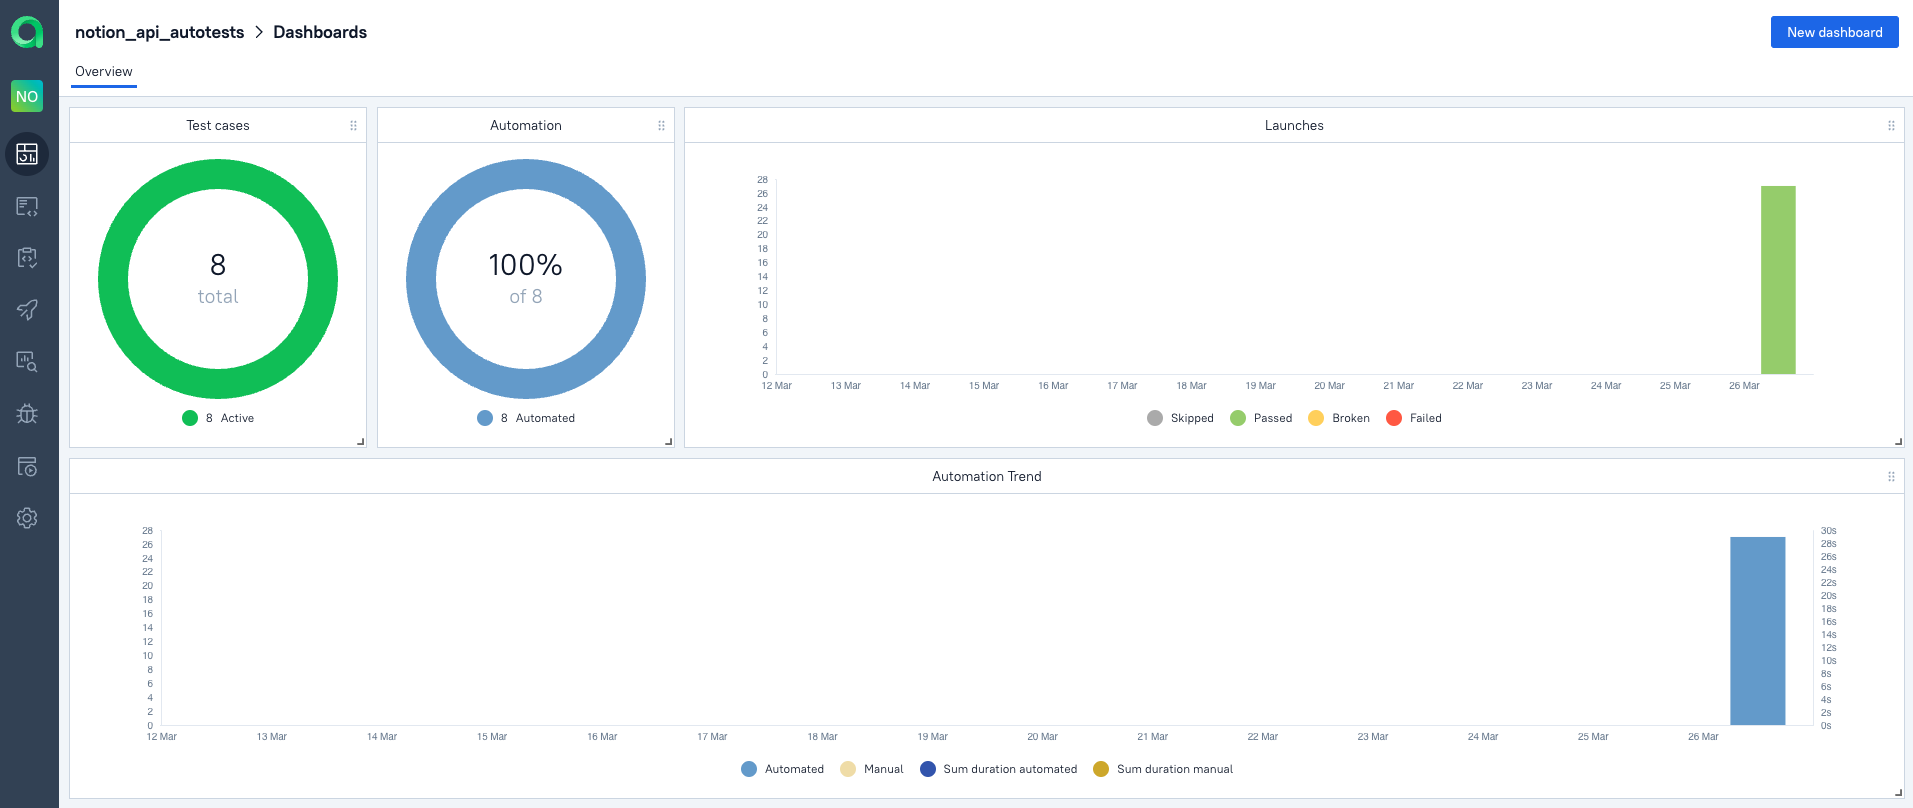 notion_api_autotests > Dashboards
New dashboard
Overview
NO
Test cases
8
total
8 Active
Automation
100%
of 8
8 Automated
Launches
28
26
24
22
20
18
16
14
12
10
8
6
4
2
0
12 Mar 13 Mar 14 Mar 15 Mar 16 Mar 17 Mar 18 Mar 19 Mar 20 Mar 21 Mar 22 Mar 23 Mar 24 Mar 25 Mar 26 Mar
Skipped Passed Broken Failed
Automation Trend
28
26
24
22
20
18
16
14
12
10
8
6
4
2
0
30s
28s
26s
24s
22s
20s
18s
16s
14s
12s
10s
8s
6s
4s
2s
0s
12 Mar 13 Mar 14 Mar 15 Mar 16 Mar 17 Mar 18 Mar 19 Mar 20 Mar 21 Mar 22 Mar 23 Mar 24 Mar 25 Mar 26 Mar
Automated Manual Sum duration automated Sum duration manual